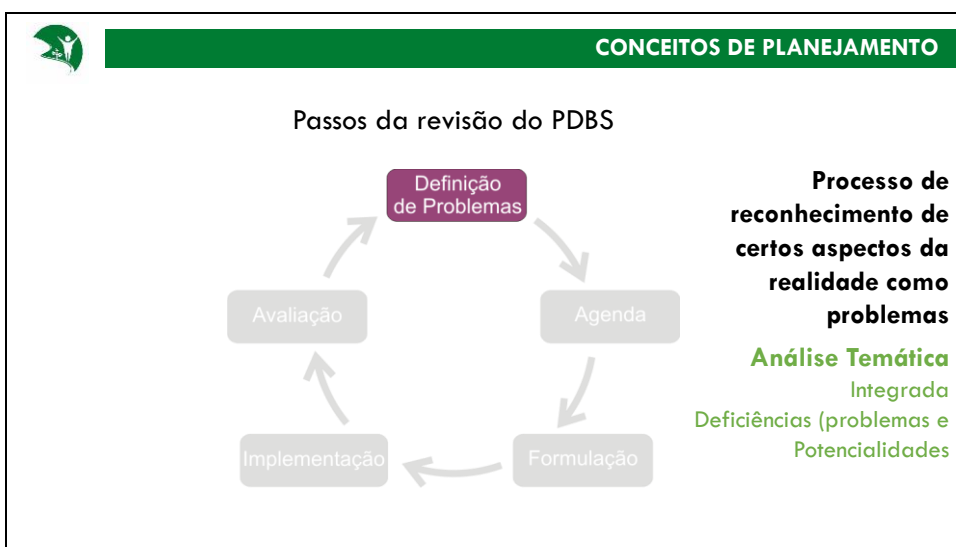 CONCEITOS DE PLANEJAMENTO
Passos da revisão do PDBS
Definição
de Problemas
Avaliação
Agenda
Implementação
Formulação
Processo de
reconhecimento de
certos aspectos da
realidade como
problemas
Análise Temática
Integrada
Deficiências (problemas e
Potencialidades